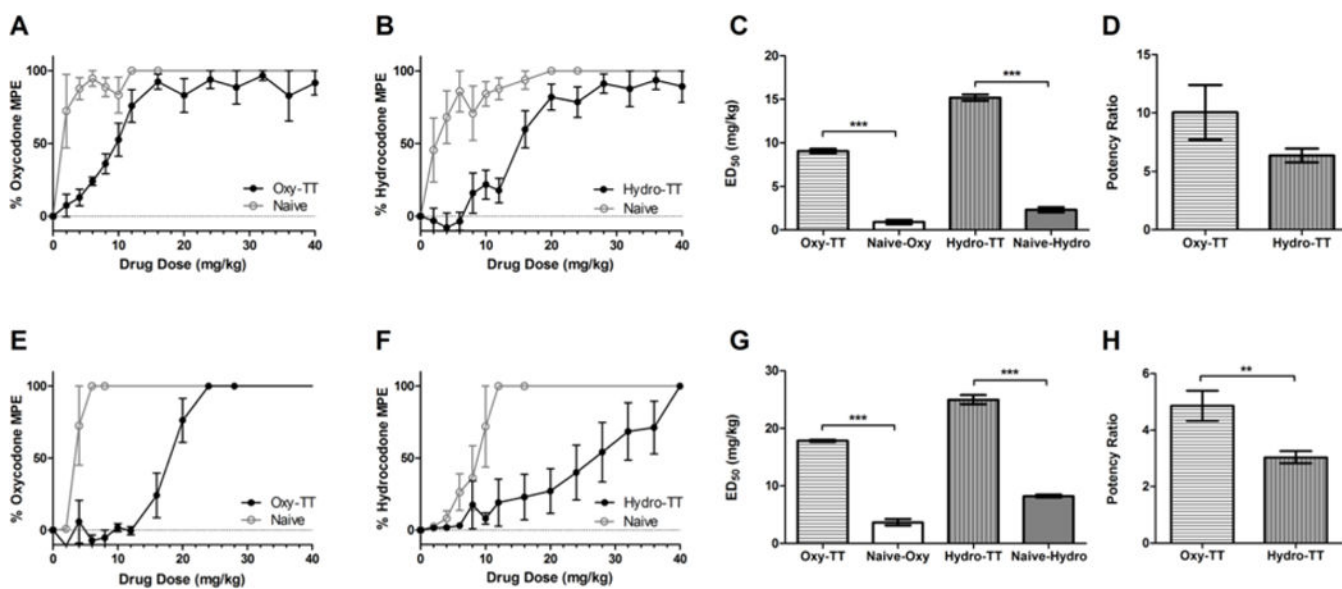 A
% Oxycodone MPE
100
50
0
Oxy-TT
Naive
0 10 20 30 40
Drug Dose (mg/kg)
B
% Hydrocodone MPE
100
50
0
Hydro-TT
Naive
0 10 20 30 40
Drug Dose (mg/kg)
C
ED50 (mg/kg)
20
15
10
5
0
***
***
Oxy-TT Naive-Oxy Hydro-TT Naive-Hydro
D
Potency Ratio
15
10
5
0
Oxy-TT Hydro-TT
E
% Oxycodone MPE
100
50
0
Oxy-TT
Naive
0 10 20 30 40
Drug Dose (mg/kg)
F
% Hydrocodone MPE
100
50
0
Hydro-TT
Naive
0 10 20 30 40
Drug Dose (mg/kg)
G
ED50 (mg/kg)
30
20
10
0
***
***
Oxy-TT Naive-Oxy Hydro-TT Naive-Hydro
H
Potency Ratio
6
4
2
0
**
Oxy-TT Hydro-TT